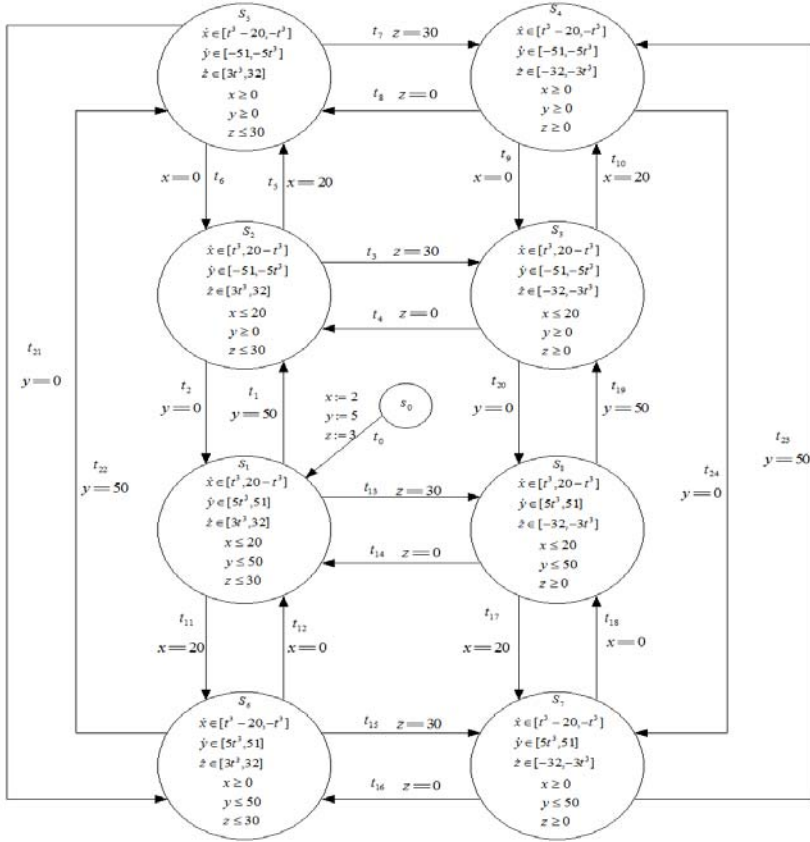 S₅
ẋ∈[t³−20,−t³]
ẏ∈[−51,−5t³]
ż∈[3t³,32]
x≥0
y≥0
z≤30
t₇ z=30
t₈ z=0
S₄
ẋ∈[t³−20,−t³]
ẏ∈[−51,−5t³]
ż∈[−32,−3t³]
x≥0
y≥0
z≥0
x=0 t₆
t₅ x=20
t₉
x=0
t₁₀
x=20
S₂
ẋ∈[t³,20−t³]
ẏ∈[−51,−5t³]
ż∈[3t³,32]
x≤20
y≥0
z≤30
t₃ z=30
t₄ z=0
S₃
ẋ∈[t³,20−t³]
ẏ∈[−51,−5t³]
ż∈[−32,−3t³]
x≤20
y≥0
z≥0
t₂₁
y=0
t₂
y=0
t₁
y=50
x:=2
y:=5
z:=3 t₀
s₀
t₂₀
y=0
t₁₉
y=50
t₂₂
y=50
t₂₄
y=0
t₂₃
y=50
S₁
ẋ∈[t³,20−t³]
ẏ∈[5t³,51]
ż∈[3t³,32]
x≤20
y≤50
z≤30
t₁₃ z=30
t₁₄ z=0
S₈
ẋ∈[t³,20−t³]
ẏ∈[5t³,51]
ż∈[−32,−3t³]
x≤20
y≤50
z≥0
t₁₁
x=20
t₁₂
x=0
t₁₇
x=20
t₁₈
x=0
S₆
ẋ∈[t³−20,−t³]
ẏ∈[5t³,51]
ż∈[3t³,32]
x≥0
y≤50
z≤30
t₁₅ z=30
t₁₆ z=0
S₇
ẋ∈[t³−20,−t³]
ẏ∈[5t³,51]
ż∈[−32,−3t³]
x≥0
y≤50
z≥0